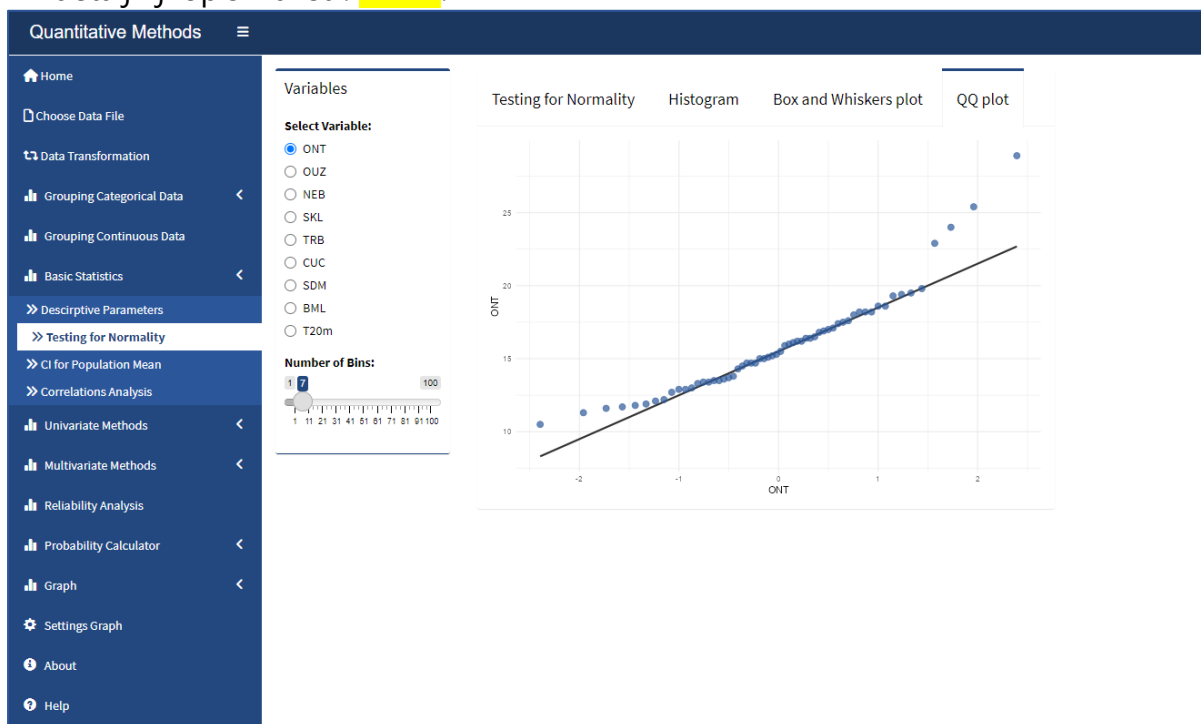 Quantitative Methods
Home
Choose Data File
Data Transformation
Grouping Categorical Data
Grouping Continuous Data
Basic Statistics
Descirptive Parameters
Testing for Normality
CI for Population Mean
Correlations Analysis
Univariate Methods
Multivariate Methods
Reliability Analysis
Probability Calculator
Graph
Settings Graph
About
Help
Variables
Select Variable:
ONT
OUZ
NEB
SKL
TRB
CUC
SDM
BML
T20m
Number of Bins:
1 7 100
1 11 21 31 41 51 61 71 81 91 100
Testing for Normality Histogram Box and Whiskers plot QQ plot
25
20
ONT
15
10
-2 -1 0 1 2
ONT